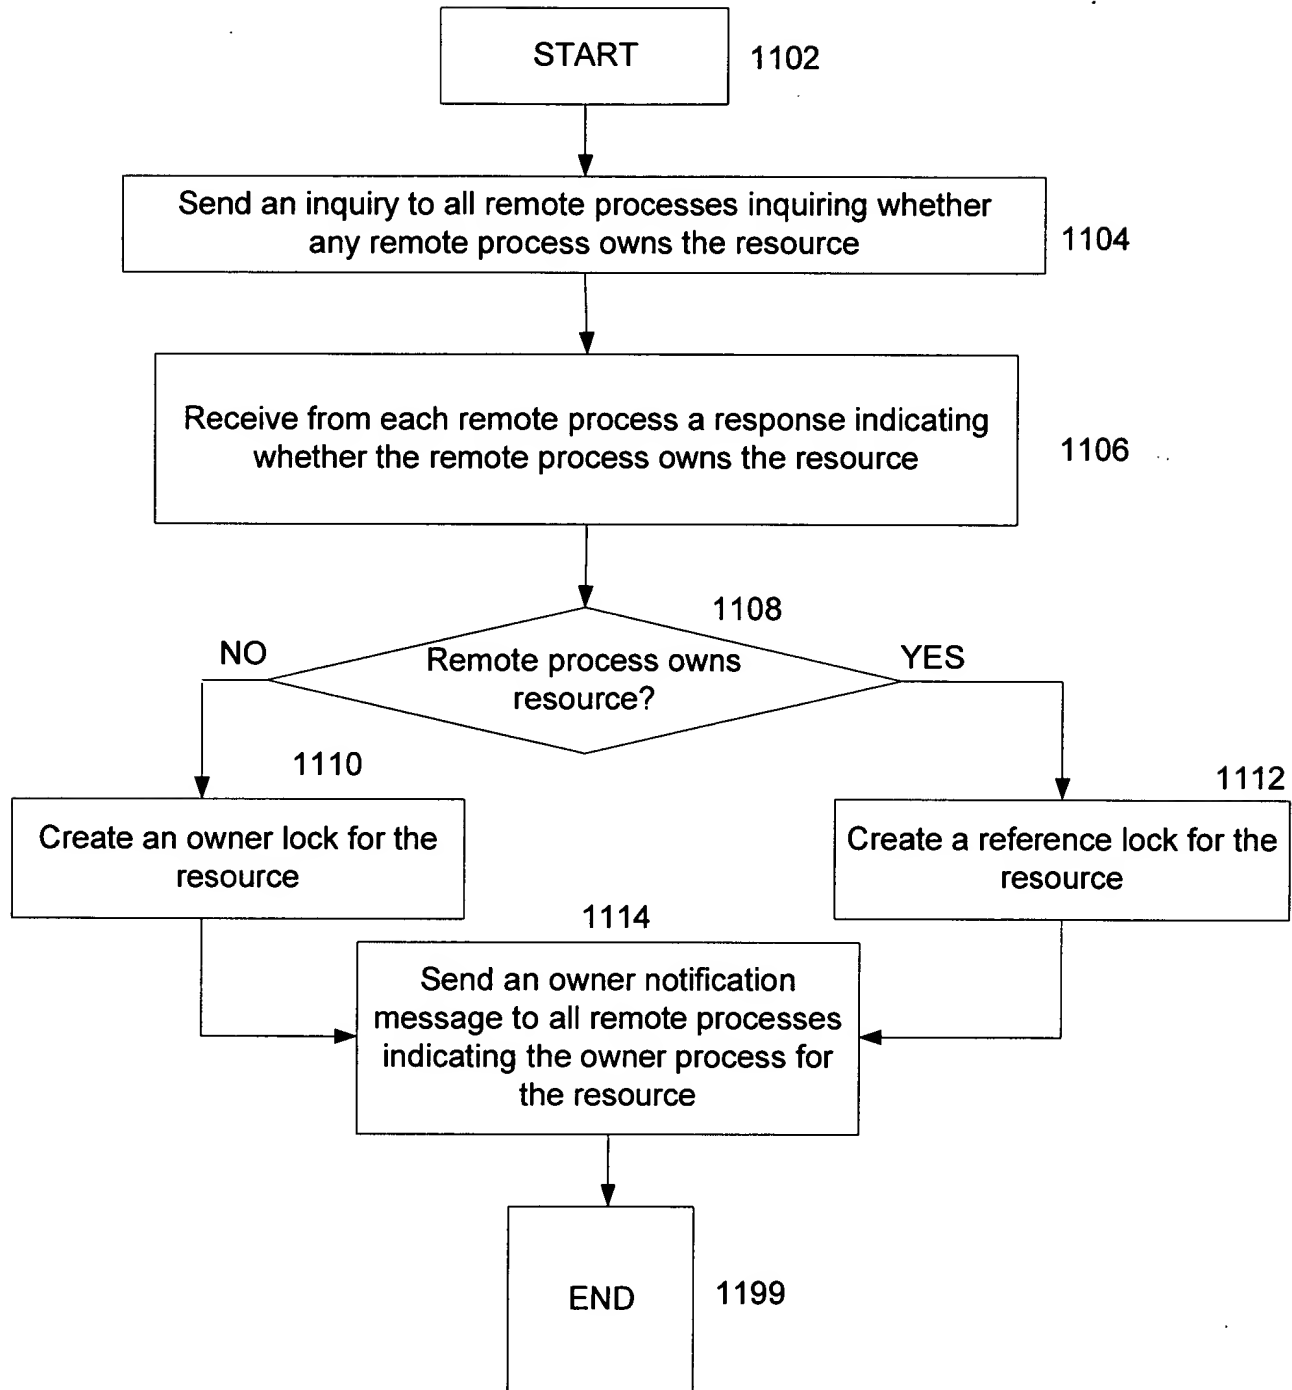 START
1102
Send an inquiry to all remote processes inquiring whether
any remote process owns the resource
1104
Receive from each remote process a response indicating
whether the remote process owns the resource
1106
1108
NO
Remote process owns
resource?
YES
1110
1112
Create an owner lock for the
resource
Create a reference lock for the
resource
1114
Send an owner notification
message to all remote processes
indicating the owner process for
the resource
END
1199